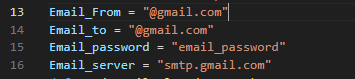 13 Email_From = "@gmail.com"
14 Email_to = "@gmail.com"
15 Email_password = "email_password"
16 Email_server = "smtp.gmail.com"